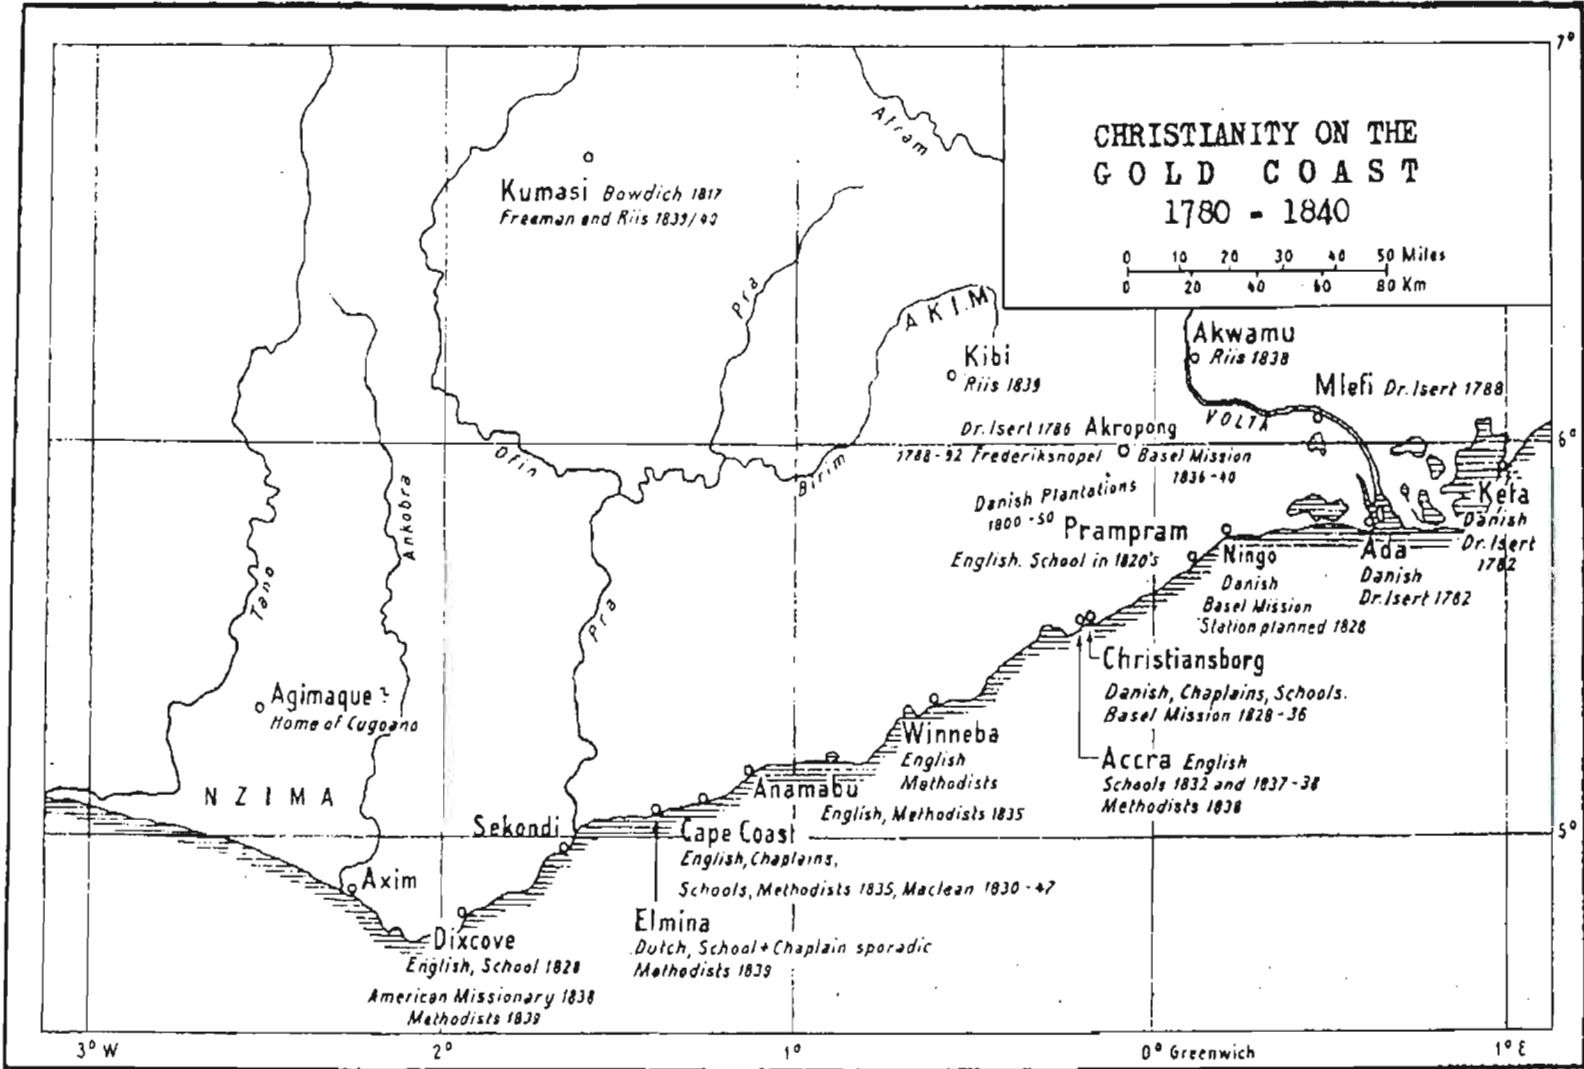 CHRISTIANITY ON THE
GOLD COAST
1780 - 1840
0 10 20 30 40 50 Miles
0 20 40 60 80 Km
7°
Afram
Kumasi Bowdich 1817
Freeman and Riis 1839/40
Pra
AKIM
Kibi
Riis 1839
Akwamu
Riis 1838
Mlefi Dr. Isert 1788
VOLTA
6°
Dr. Isert 1786 Akropong
1788-92 Frederiksnopel Basel Mission
1836-40
Ofin
Birim
Danish Plantations
1800-50
Keta
Danish
Dr. Isert
1782
Prampram
English. School in 1820's
Ningo
Danish
Basel Mission
Station planned 1828
Ada
Danish
Dr. Isert 1782
Ankobra
Tano
Pra
Christiansborg
Danish, Chaplains, Schools.
Basel Mission 1828-36
Agimaque ?
Home of Cugoano
Winneba
English
Methodists
Accra English
Schools 1832 and 1837-38
Methodists 1838
NZIMA
Anamabu
English, Methodists 1835
Sekondi
5°
Cape Coast
English, Chaplains,
Schools, Methodists 1835, Maclean 1830-47
Axim
Elmina
Dutch, School + Chaplain sporadic
Methodists 1839
Dixcove
English, School 1828
American Missionary 1838
Methodists 1839
3° W 2° 1° 0° Greenwich 1° E